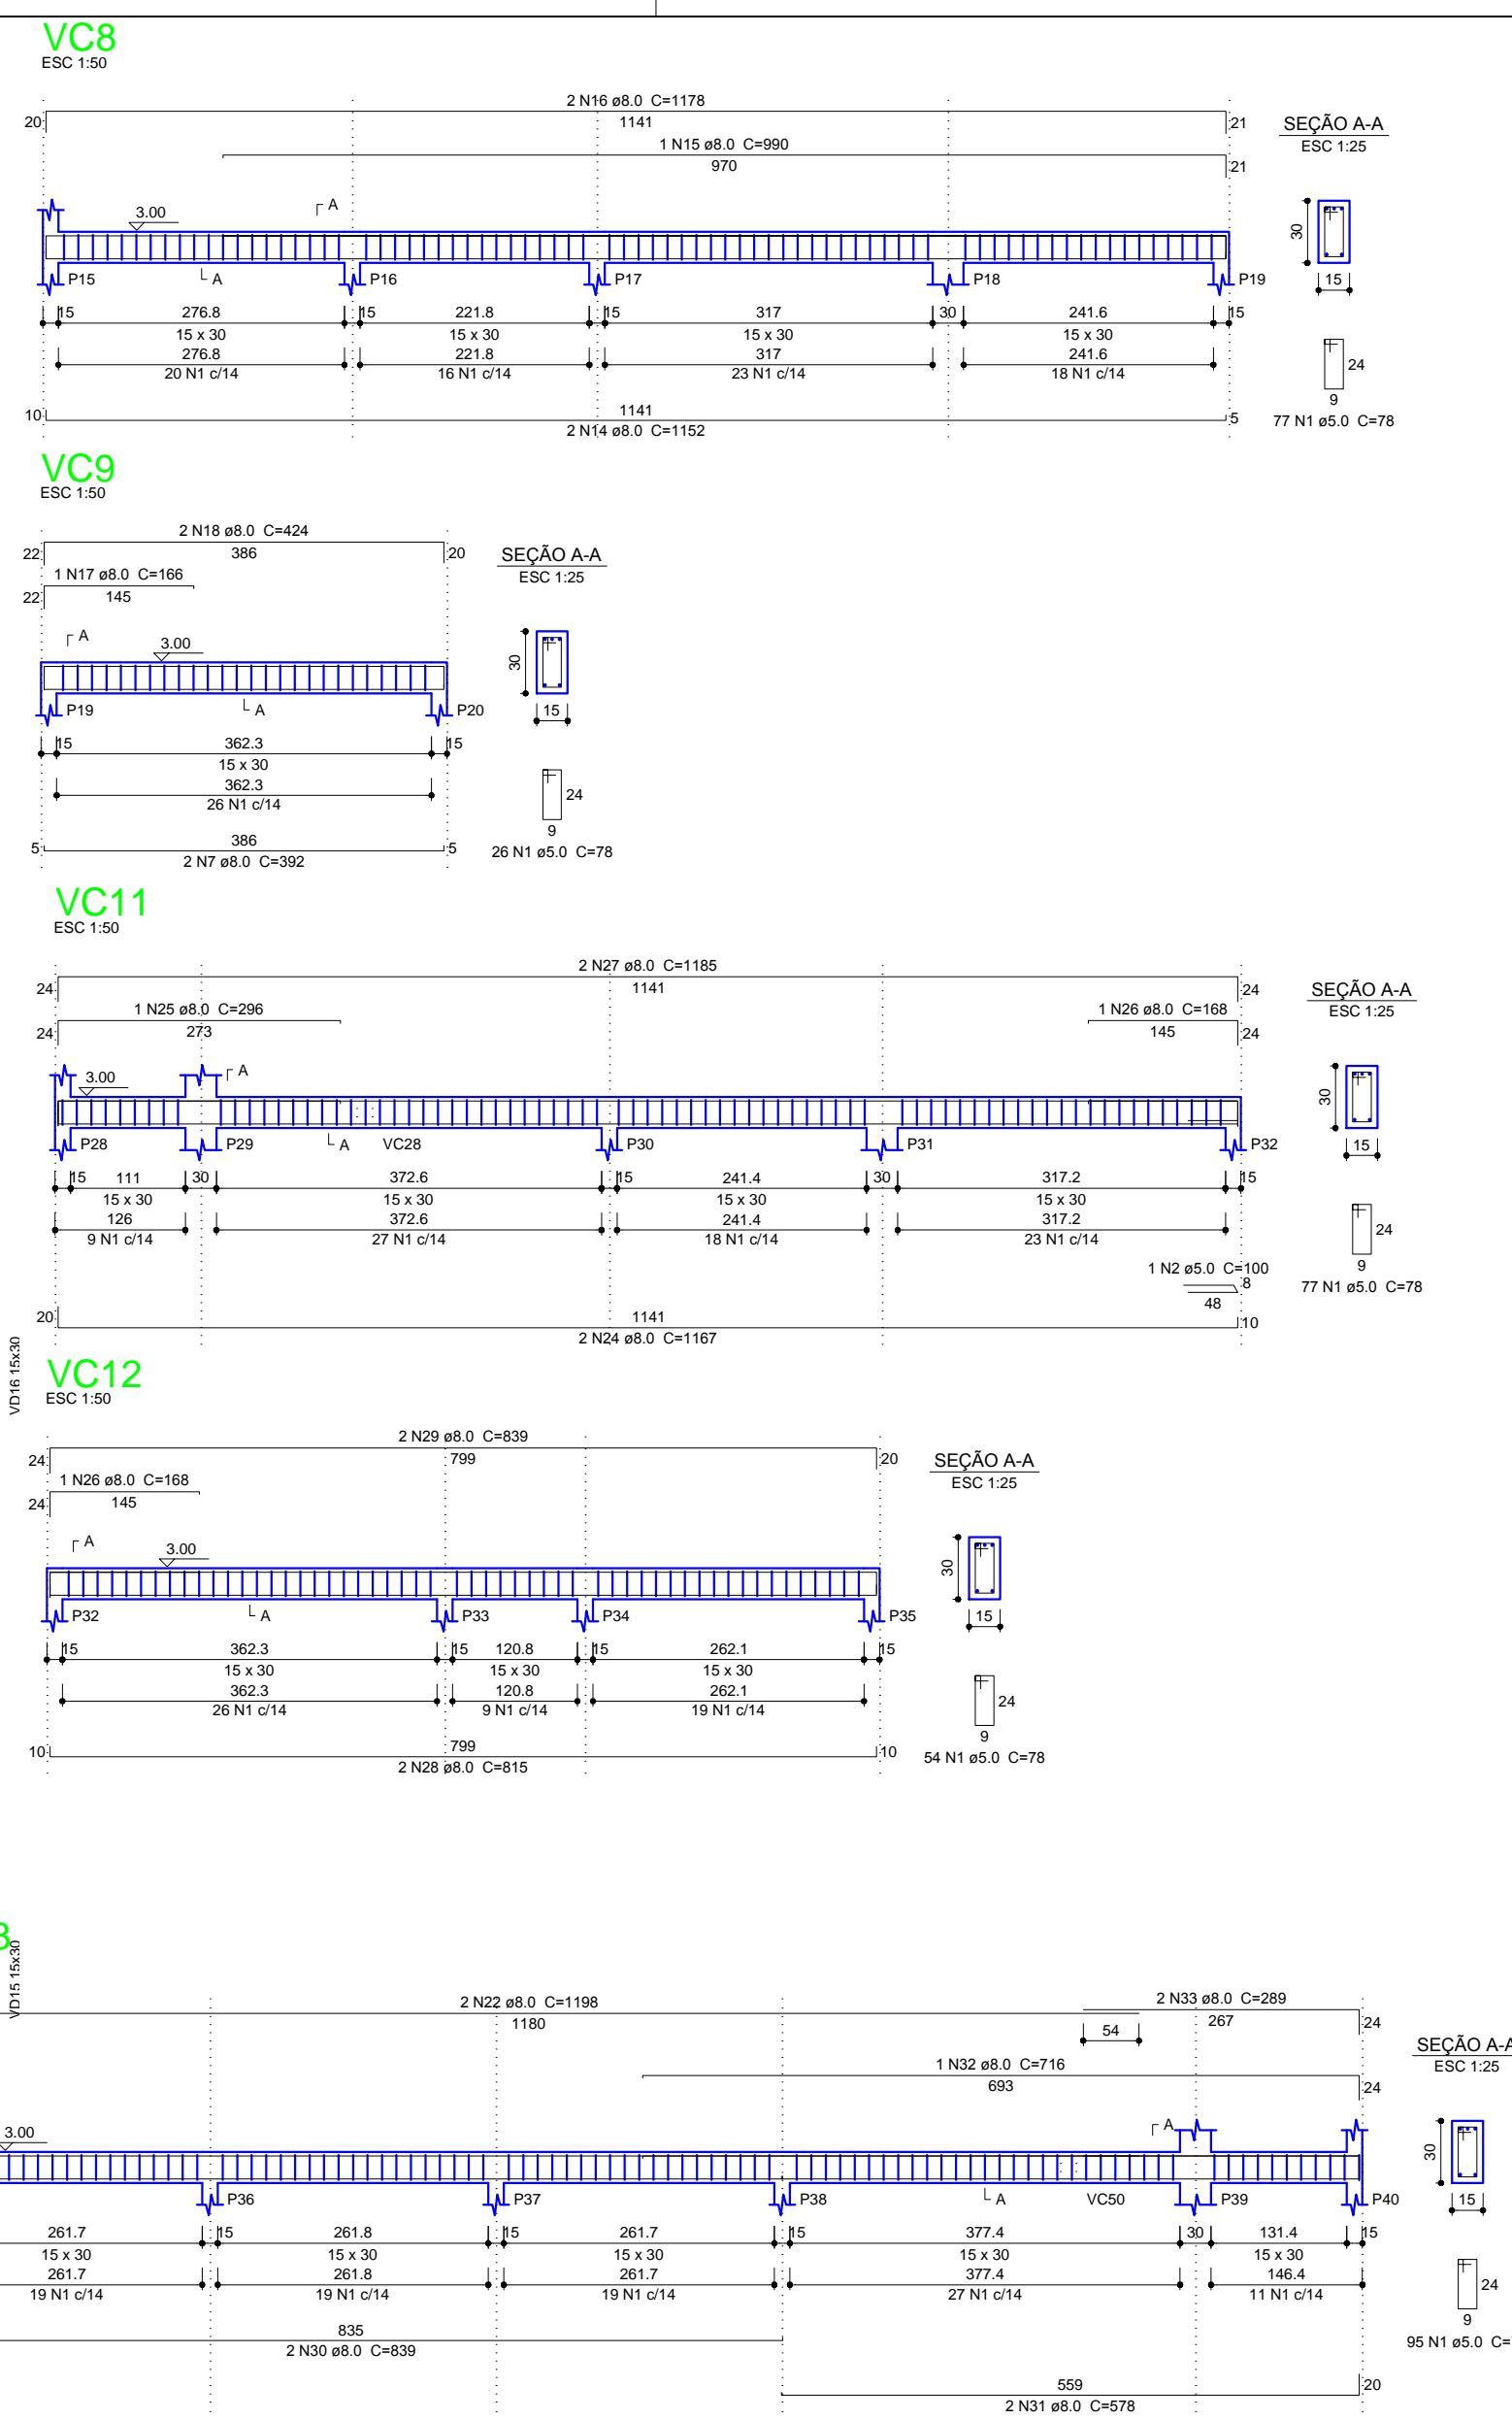 VC8
ESC 1:50
2 N16 ø8.0 C=1178
20 1141 21
1 N15 ø8.0 C=990
970 21
SEÇÃO A-A
ESC 1:25
A
3.00
P15 A P16 P17 P18 P19
30
15
15 276.8 15 221.8 15 317 30 241.6 15
15 x 30 15 x 30 15 x 30 15 x 30
276.8 221.8 317 241.6
20 N1 c/14 16 N1 c/14 23 N1 c/14 18 N1 c/14
24
9
77 N1 ø5.0 C=78
10 1141 5
2 N14 ø8.0 C=1152
VC9
ESC 1:50
2 N18 ø8.0 C=424
22 386 20
1 N17 ø8.0 C=166
22 145
SEÇÃO A-A
ESC 1:25
A
3.00
P19 A P20
30
15
15 362.3 15
15 x 30
362.3
26 N1 c/14
24
9
26 N1 ø5.0 C=78
5 386 5
2 N7 ø8.0 C=392
VC11
ESC 1:50
2 N27 ø8.0 C=1185
24 1141 24
1 N25 ø8.0 C=296 1 N26 ø8.0 C=168
24 273 145 24
SEÇÃO A-A
ESC 1:25
A
3.00
P28 P29 A VC28 P30 P31 P32
30
15
15 111 30 372.6 15 241.4 30 317.2 15
15 x 30 15 x 30 15 x 30 15 x 30
126 372.6 241.4 317.2
9 N1 c/14 27 N1 c/14 18 N1 c/14 23 N1 c/14
24
9
77 N1 ø5.0 C=78
1 N2 ø5.0 C=100
8
48
20 1141 10
2 N24 ø8.0 C=1167
VD16 15x30
VC12
ESC 1:50
2 N29 ø8.0 C=839
24 799 20
1 N26 ø8.0 C=168
24 145
SEÇÃO A-A
ESC 1:25
A
3.00
P32 A P33 P34 P35
30
15
15 362.3 15 120.8 15 262.1 15
15 x 30 15 x 30 15 x 30
362.3 120.8 262.1
26 N1 c/14 9 N1 c/14 19 N1 c/14
24
9
54 N1 ø5.0 C=78
10 799 10
2 N28 ø8.0 C=815
3
VD15 15x30
2 N22 ø8.0 C=1198 2 N33 ø8.0 C=289
1180 267 24
54
1 N32 ø8.0 C=716
693 24
SEÇÃO A-A
ESC 1:25
A
3.00
P36 P37 P38 A VC50 P39 P40
30
15
261.7 15 261.8 15 261.7 15 377.4 30 131.4 15
15 x 30 15 x 30 15 x 30 15 x 30 15 x 30
261.7 261.8 261.7 377.4 146.4
19 N1 c/14 19 N1 c/14 19 N1 c/14 27 N1 c/14 11 N1 c/14
24
9
95 N1 ø5.0 C=
835
2 N30 ø8.0 C=839
559 20
2 N31 ø8.0 C=578